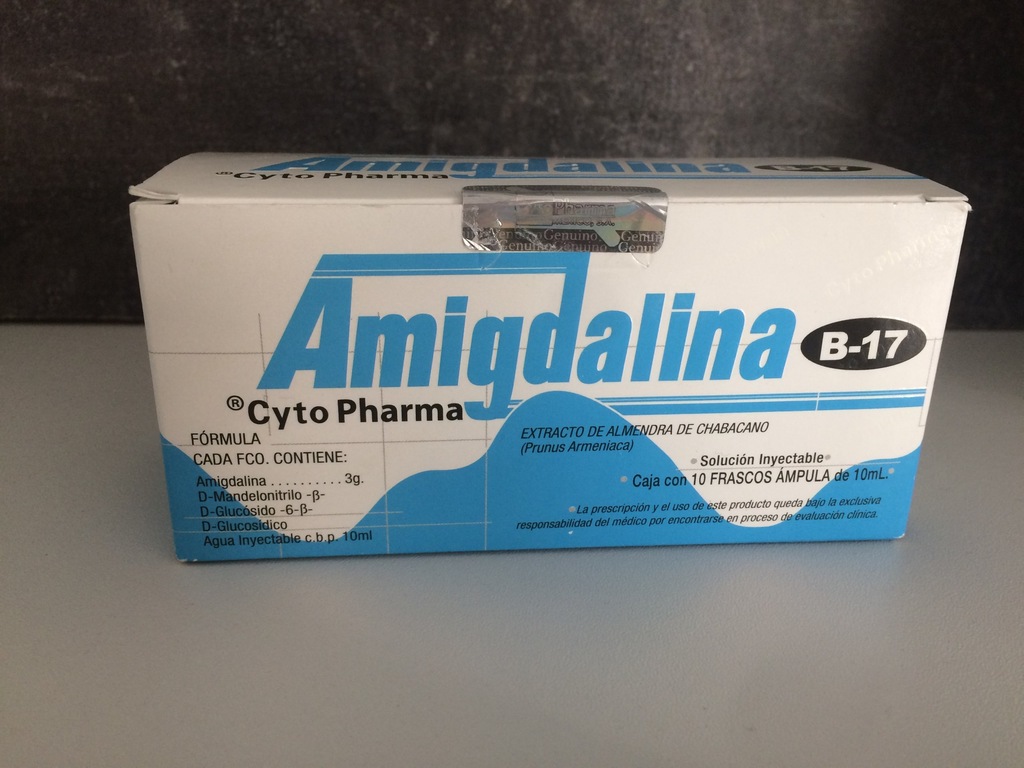 Amigdalina B-17
®Cyto Pharma
Genuino
Genuino Genuino
Amigdalina B-17
® Cyto Pharma
FÓRMULA
CADA FCO. CONTIENE:
Amigdalina .......... 3g.
D-Mandelonitrilo -β-
D-Glucósido -6-β-
D-Glucosídico
Agua Inyectable c.b.p. 10ml
EXTRACTO DE ALMENDRA DE CHABACANO
(Prunus Armeniaca)
• Solución Inyectable•
• Caja con 10 FRASCOS ÁMPULA de 10mL.•
•La prescripción y el uso de este producto queda bajo la exclusiva
responsabilidad del médico por encontrarse en proceso de evaluación clínica.
Cyto Pharma